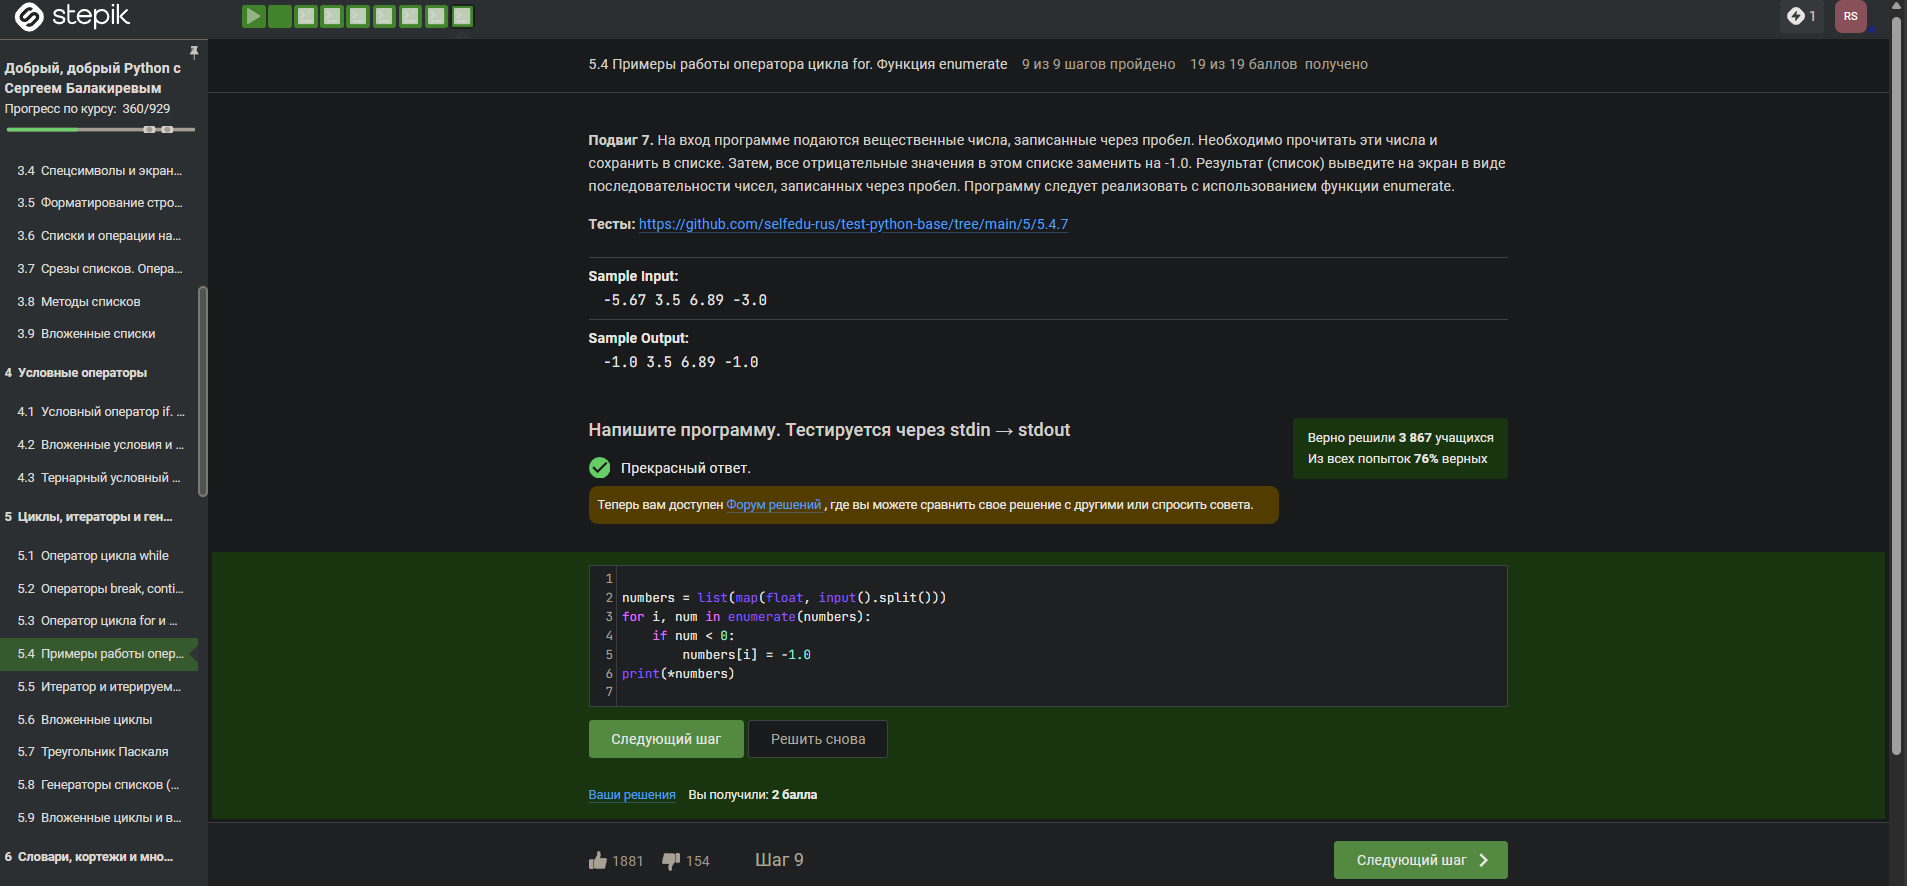 stepik
1
RS
Добрый, добрый Python с
Сергеем Балакиревым
Прогресс по курсу: 360/929
3.4 Спецсимволы и экран...
3.5 Форматирование стро...
3.6 Списки и операции на...
3.7 Срезы списков. Опера...
3.8 Методы списков
3.9 Вложенные списки
4 Условные операторы
4.1 Условный оператор if. ...
4.2 Вложенные условия и ...
4.3 Тернарный условный ...
5 Циклы, итераторы и ген...
5.1 Оператор цикла while
5.2 Операторы break, conti...
5.3 Оператор цикла for и ...
5.4 Примеры работы опер...
5.5 Итератор и итерируем...
5.6 Вложенные циклы
5.7 Треугольник Паскаля
5.8 Генераторы списков (...
5.9 Вложенные циклы и в...
6 Словари, кортежи и мно...
5.4 Примеры работы оператора цикла for. Функция enumerate 9 из 9 шагов пройдено 19 из 19 баллов получено
Подвиг 7. На вход программе подаются вещественные числа, записанные через пробел. Необходимо прочитать эти числа и
сохранить в списке. Затем, все отрицательные значения в этом списке заменить на -1.0. Результат (список) выведите на экран в виде
последовательности чисел, записанных через пробел. Программу следует реализовать с использованием функции enumerate.
Тесты: https://github.com/selfedu-rus/test-python-base/tree/main/5/5.4.7
Sample Input:
-5.67 3.5 6.89 -3.0
Sample Output:
-1.0 3.5 6.89 -1.0
Напишите программу. Тестируется через stdin → stdout
Верно решили 3 867 учащихся
Из всех попыток 76% верных
Прекрасный ответ.
Теперь вам доступен Форум решений , где вы можете сравнить свое решение с другими или спросить совета.
1
2 numbers = list(map(float, input().split()))
3 for i, num in enumerate(numbers):
4     if num < 0:
5         numbers[i] = -1.0
6 print(*numbers)
7
Следующий шаг
Решить снова
Ваши решения Вы получили: 2 балла
1881 154 Шаг 9
Следующий шаг